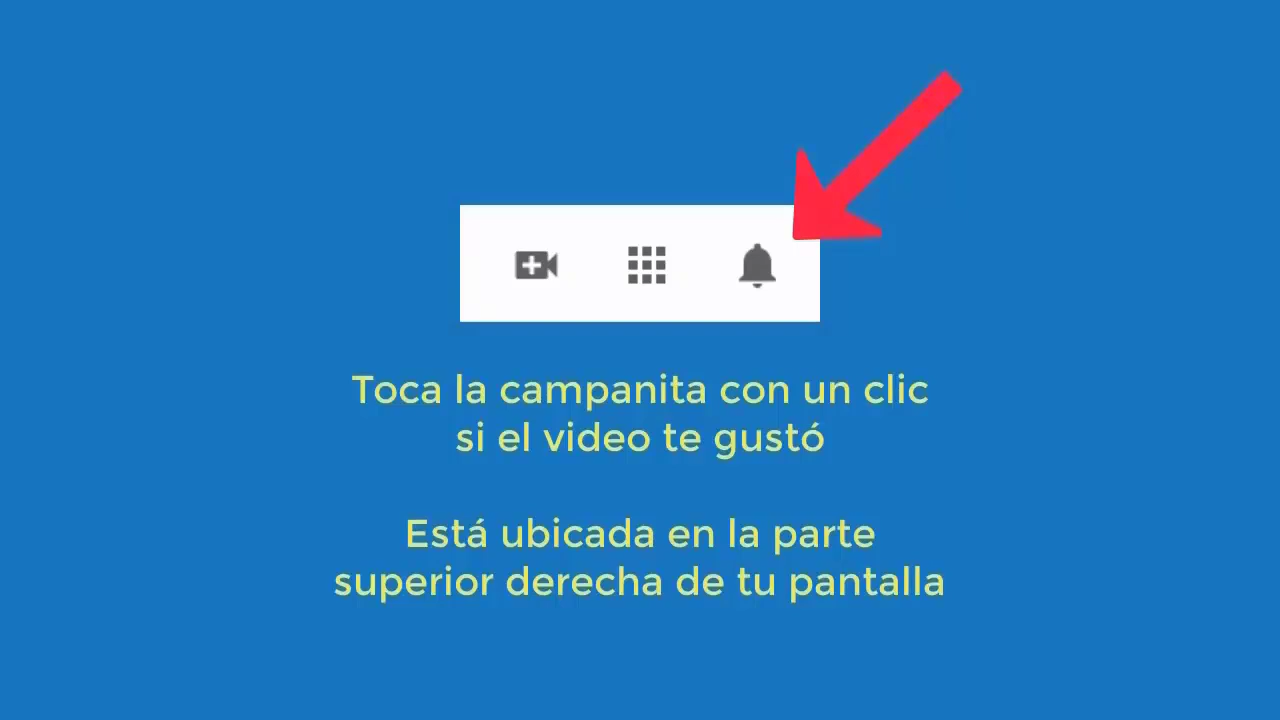 Toca la campanita con un clic
si el video te gustó
Está ubicada en la parte
superior derecha de tu pantalla